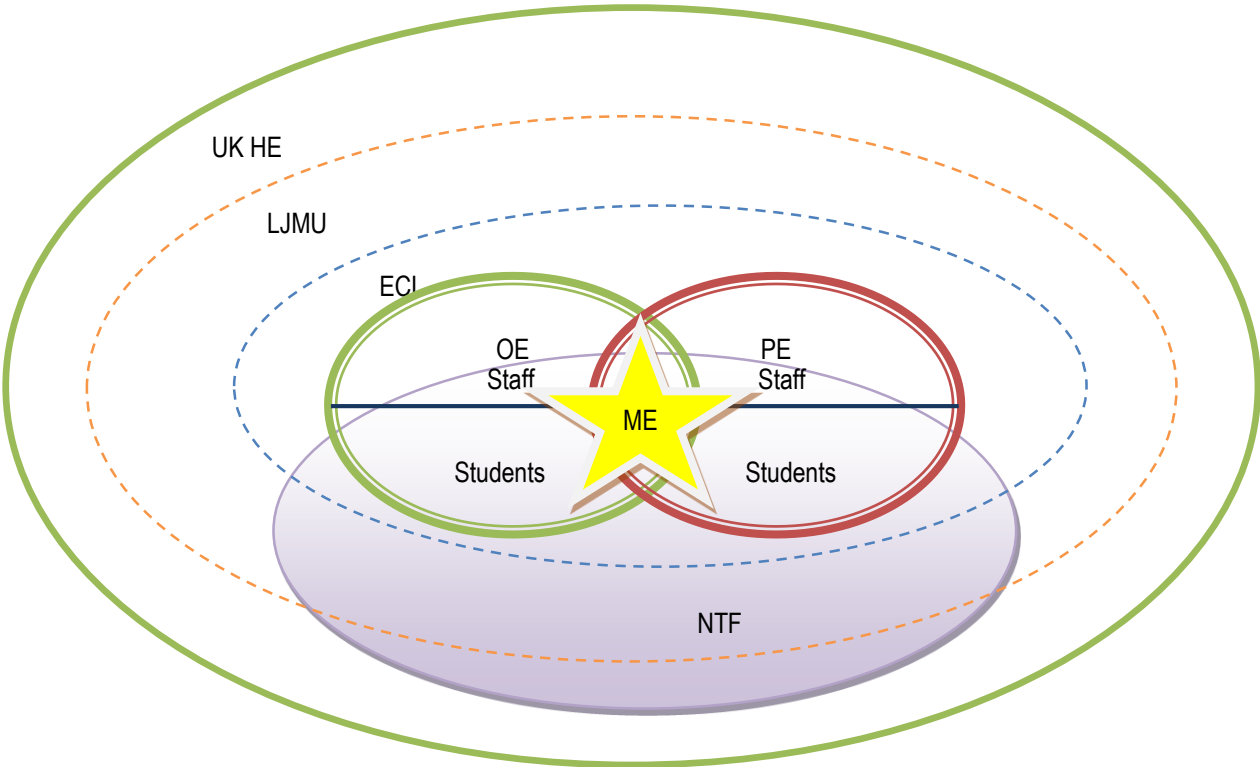 UK HE
LJMU
ECL
OE
Staff
PE
Staff
ME
Students
Students
NTF